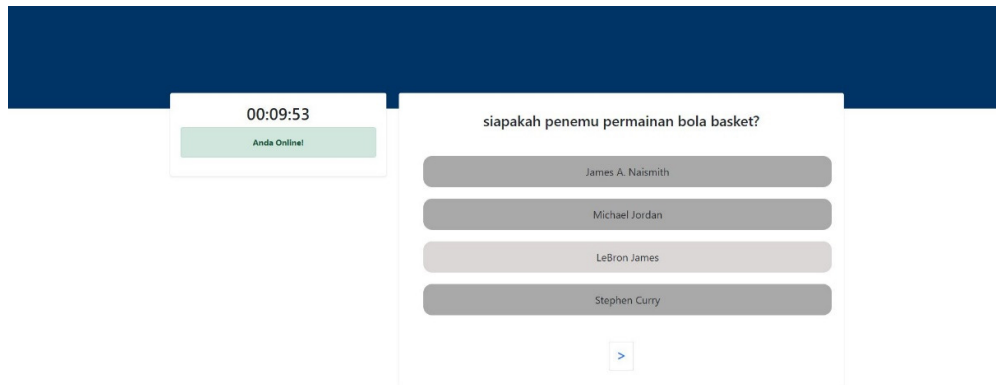 00:09:53
Anda Online!
siapakah penemu permainan bola basket?
James A. Naismith
Michael Jordan
LeBron James
Stephen Curry
>